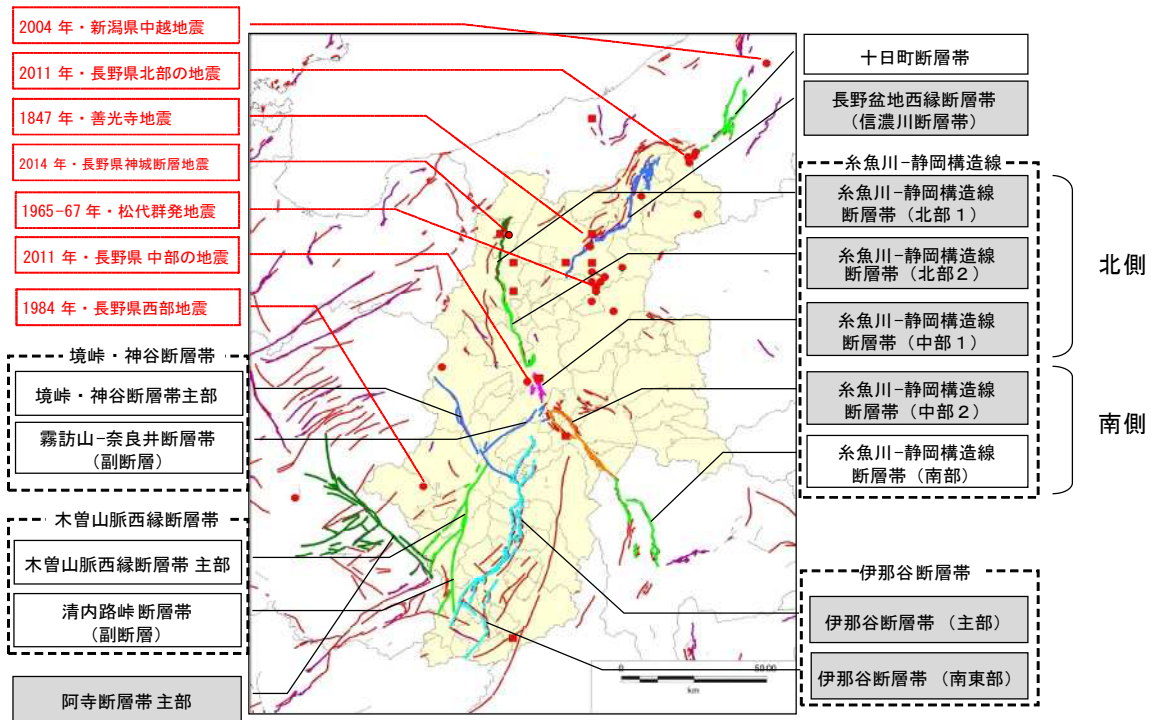 2004 年・新潟県中越地震
2011 年・長野県北部の地震
1847 年・善光寺地震
2014 年・長野県神城断層地震
1965-67 年・松代群発地震
2011 年・長野県 中部の地震
1984 年・長野県西部地震
境峠・神谷断層帯
境峠・神谷断層帯主部
霧訪山-奈良井断層帯
(副断層)
木曽山脈西縁断層帯
木曽山脈西縁断層帯 主部
清内路峠 断層帯
(副断層)
阿寺断層帯 主部
十日町断層帯
長野盆地西縁断層帯
(信濃川断層帯)
糸魚川-静岡構造線
糸魚川-静岡構造線
断層帯(北部1)
糸魚川-静岡構造線
断層帯(北部2)
糸魚川-静岡構造線
断層帯(中部1)
北側
糸魚川-静岡構造線
断層帯(中部2)
糸魚川-静岡構造線
断層帯(南部)
南側
伊那谷断層帯
伊那谷断層帯 (主部)
伊那谷断層帯 (南東部)
0 50.00
km